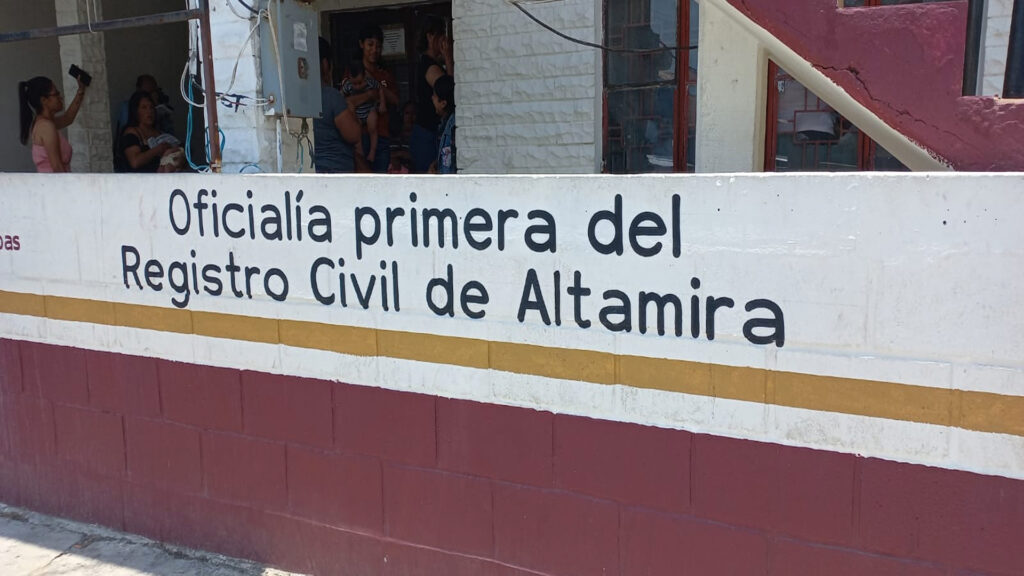 Oficialía primera del
Registro Civil de Altamira